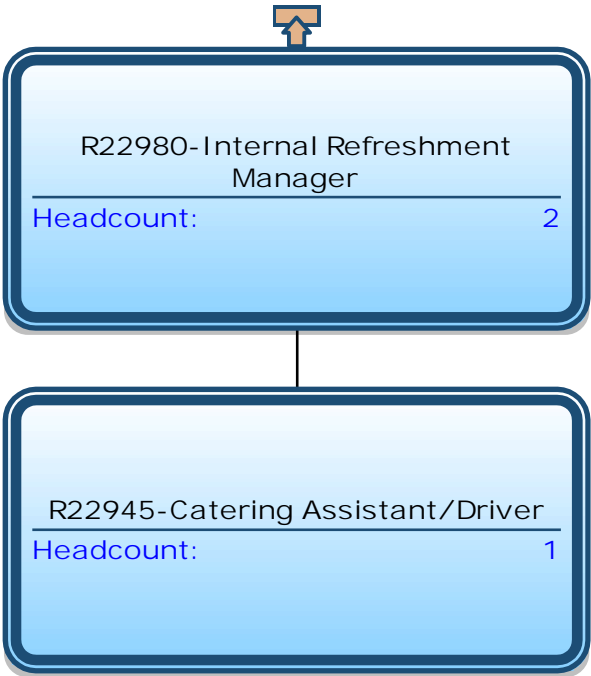 R22980-Internal Refreshment
Manager
Headcount: 2
R22945-Catering Assistant/Driver
Headcount: 1